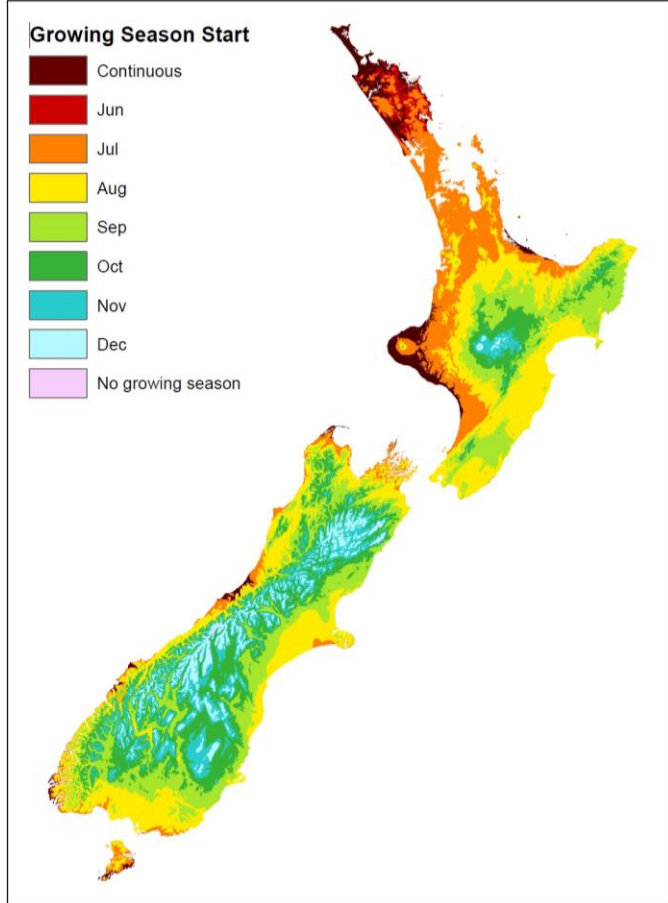 Growing Season Start
Continuous
Jun
Jul
Aug
Sep
Oct
Nov
Dec
No growing season